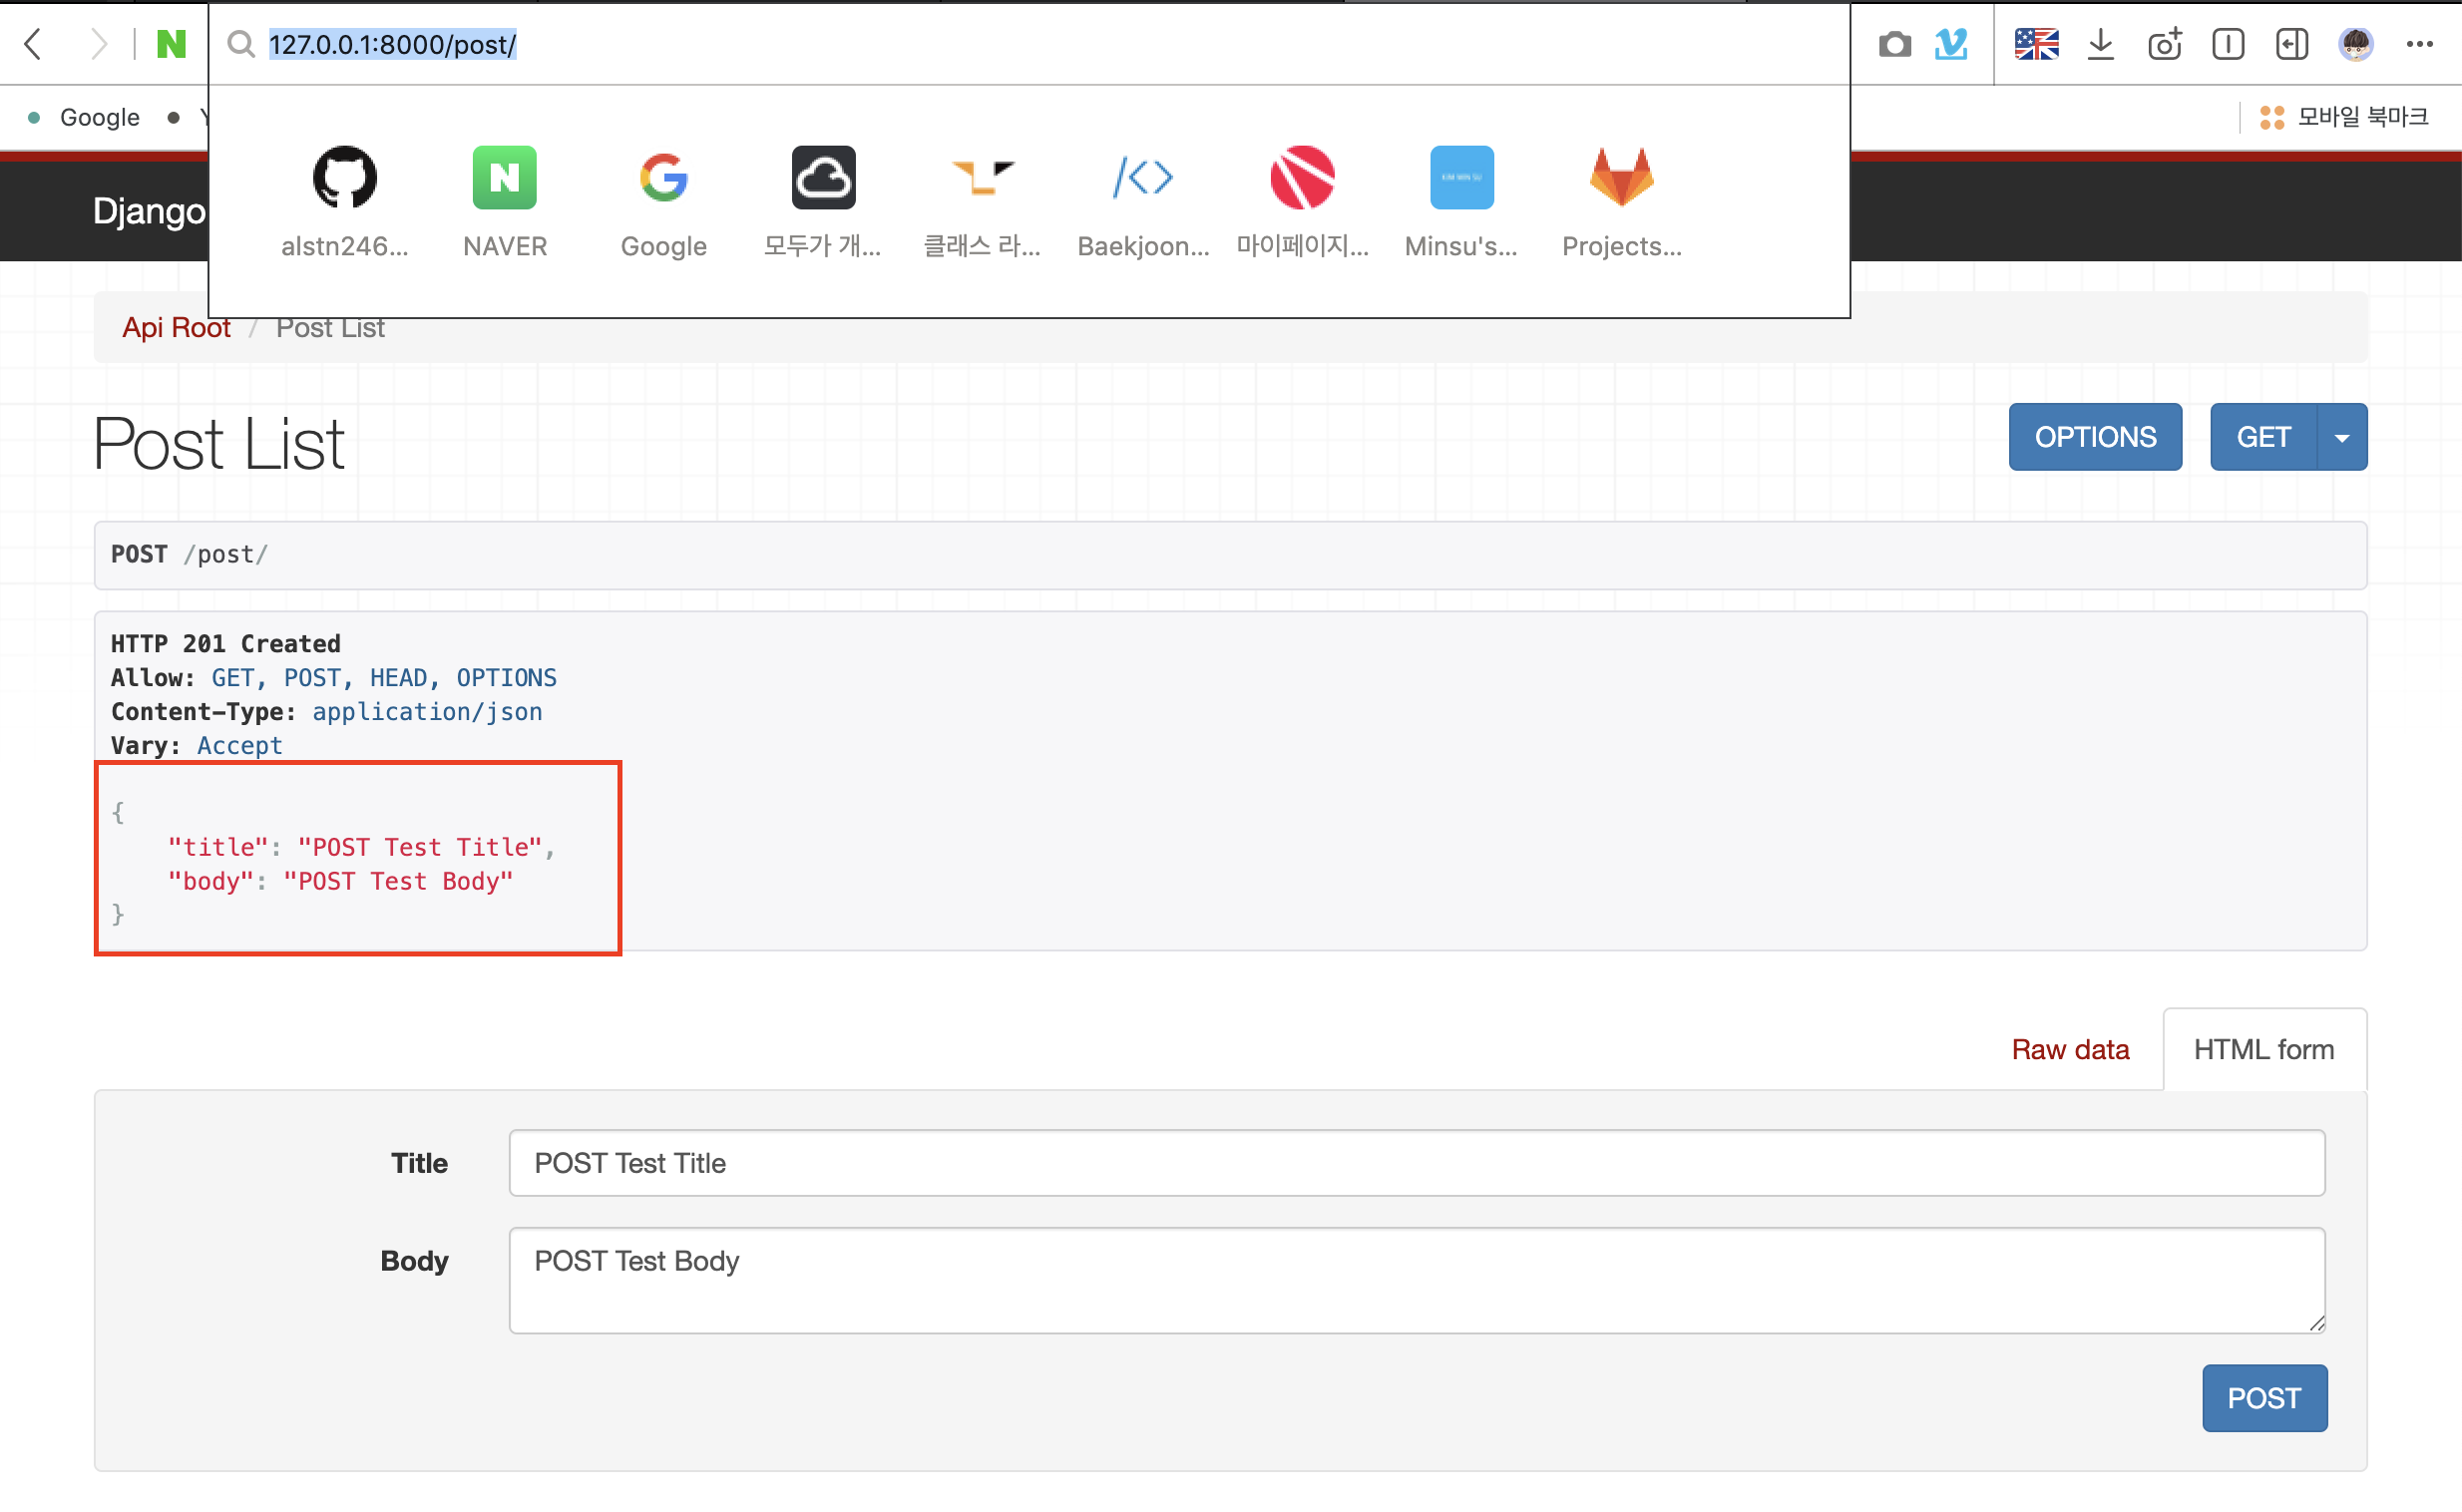 127.0.0.1:8000/post/
Google
모바일 북마크
alstn246...
NAVER
Google
모두가 개...
클래스 라...
Baekjoon...
마이페이지...
Minsu's...
Projects...
Django
Api Root / Post List
Post List
OPTIONS
GET
POST /post/
HTTP 201 Created
Allow: GET, POST, HEAD, OPTIONS
Content-Type: application/json
Vary: Accept
{
"title": "POST Test Title",
"body": "POST Test Body"
}
Raw data
HTML form
Title
POST Test Title
Body
POST Test Body
POST